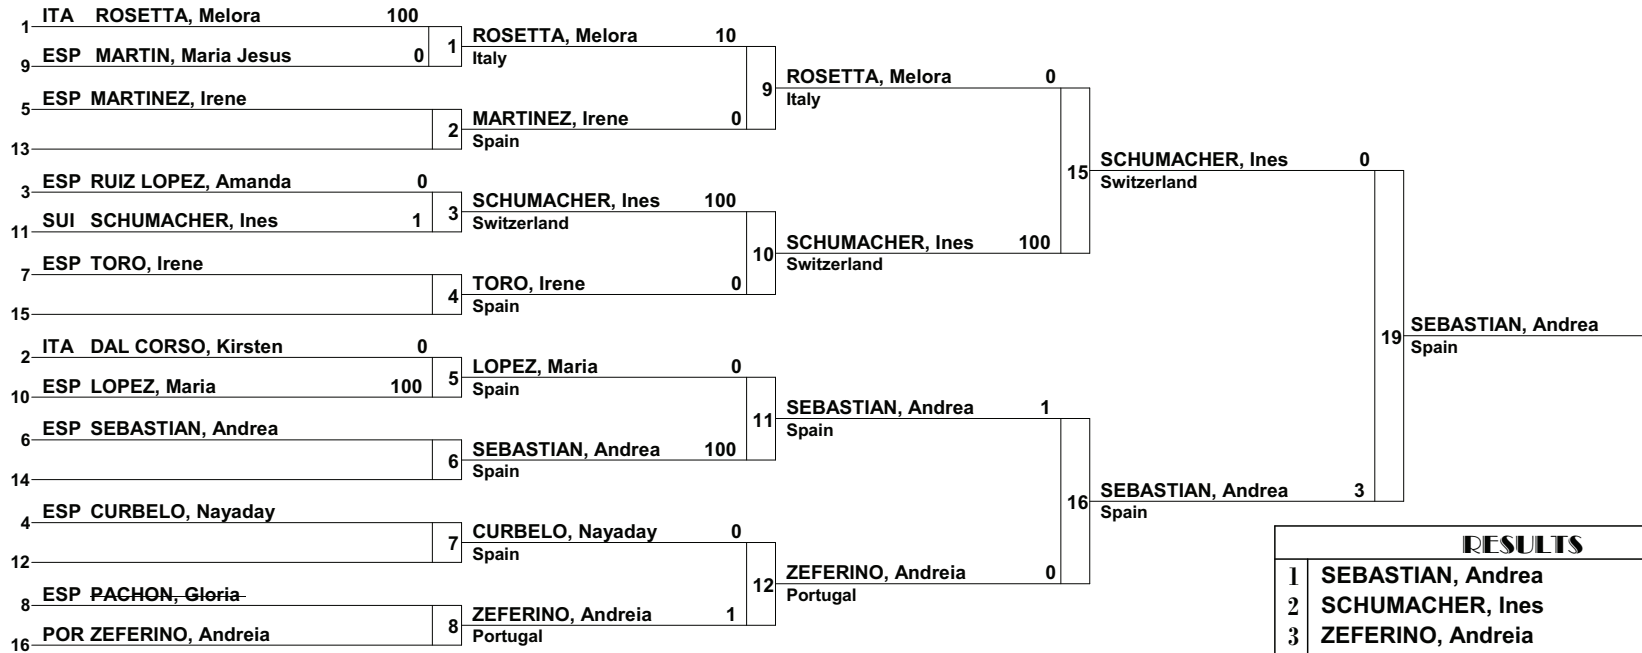 1 ITA ROSETTA, Melora 100
9 ESP MARTIN, Maria Jesus 0
1
5 ESP MARTINEZ, Irene
13
2
3 ESP RUIZ LOPEZ, Amanda 0
11 SUI SCHUMACHER, Ines 1
3
7 ESP TORO, Irene
15
4
2 ITA DAL CORSO, Kirsten 0
10 ESP LOPEZ, Maria 100
5
6 ESP SEBASTIAN, Andrea
14
6
4 ESP CURBELO, Nayaday
12
7
8 ESP PACHON, Gloria
16 POR ZEFERINO, Andreia
8
ROSETTA, Melora 10
Italy
9
MARTINEZ, Irene 0
Spain
SCHUMACHER, Ines 100
Switzerland
10
TORO, Irene 0
Spain
LOPEZ, Maria 0
Spain
11
SEBASTIAN, Andrea 100
Spain
CURBELO, Nayaday 0
Spain
12
ZEFERINO, Andreia 1
Portugal
ROSETTA, Melora 0
Italy
15
SCHUMACHER, Ines 100
Switzerland
SEBASTIAN, Andrea 1
Spain
16
ZEFERINO, Andreia 0
Portugal
SCHUMACHER, Ines 0
Switzerland
19
SEBASTIAN, Andrea 3
Spain
SEBASTIAN, Andrea
Spain
RESULTS
1 SEBASTIAN, Andrea
2 SCHUMACHER, Ines
3 ZEFERINO, Andreia